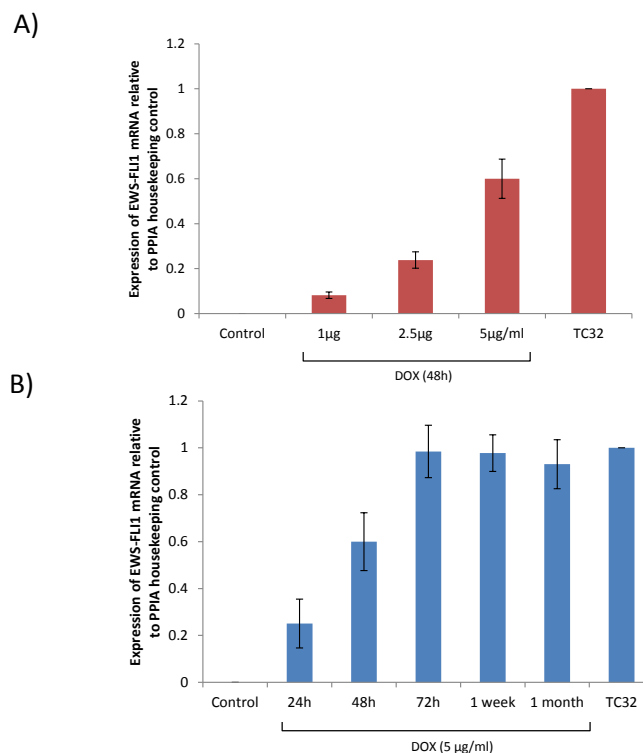 A)
Expression of EWS-FLI1 mRNA relative
to PPIA housekeeping control
1.2
1
0.8
0.6
0.4
0.2
0
Control 1µg 2.5µg 5µg/ml TC32
DOX (48h)
B)
Expression of EWS-FLI1 mRNA relative
to PPIA housekeeping control
1.2
1
0.8
0.6
0.4
0.2
0
Control 24h 48h 72h 1 week 1 month TC32
DOX (5 µg/ml)